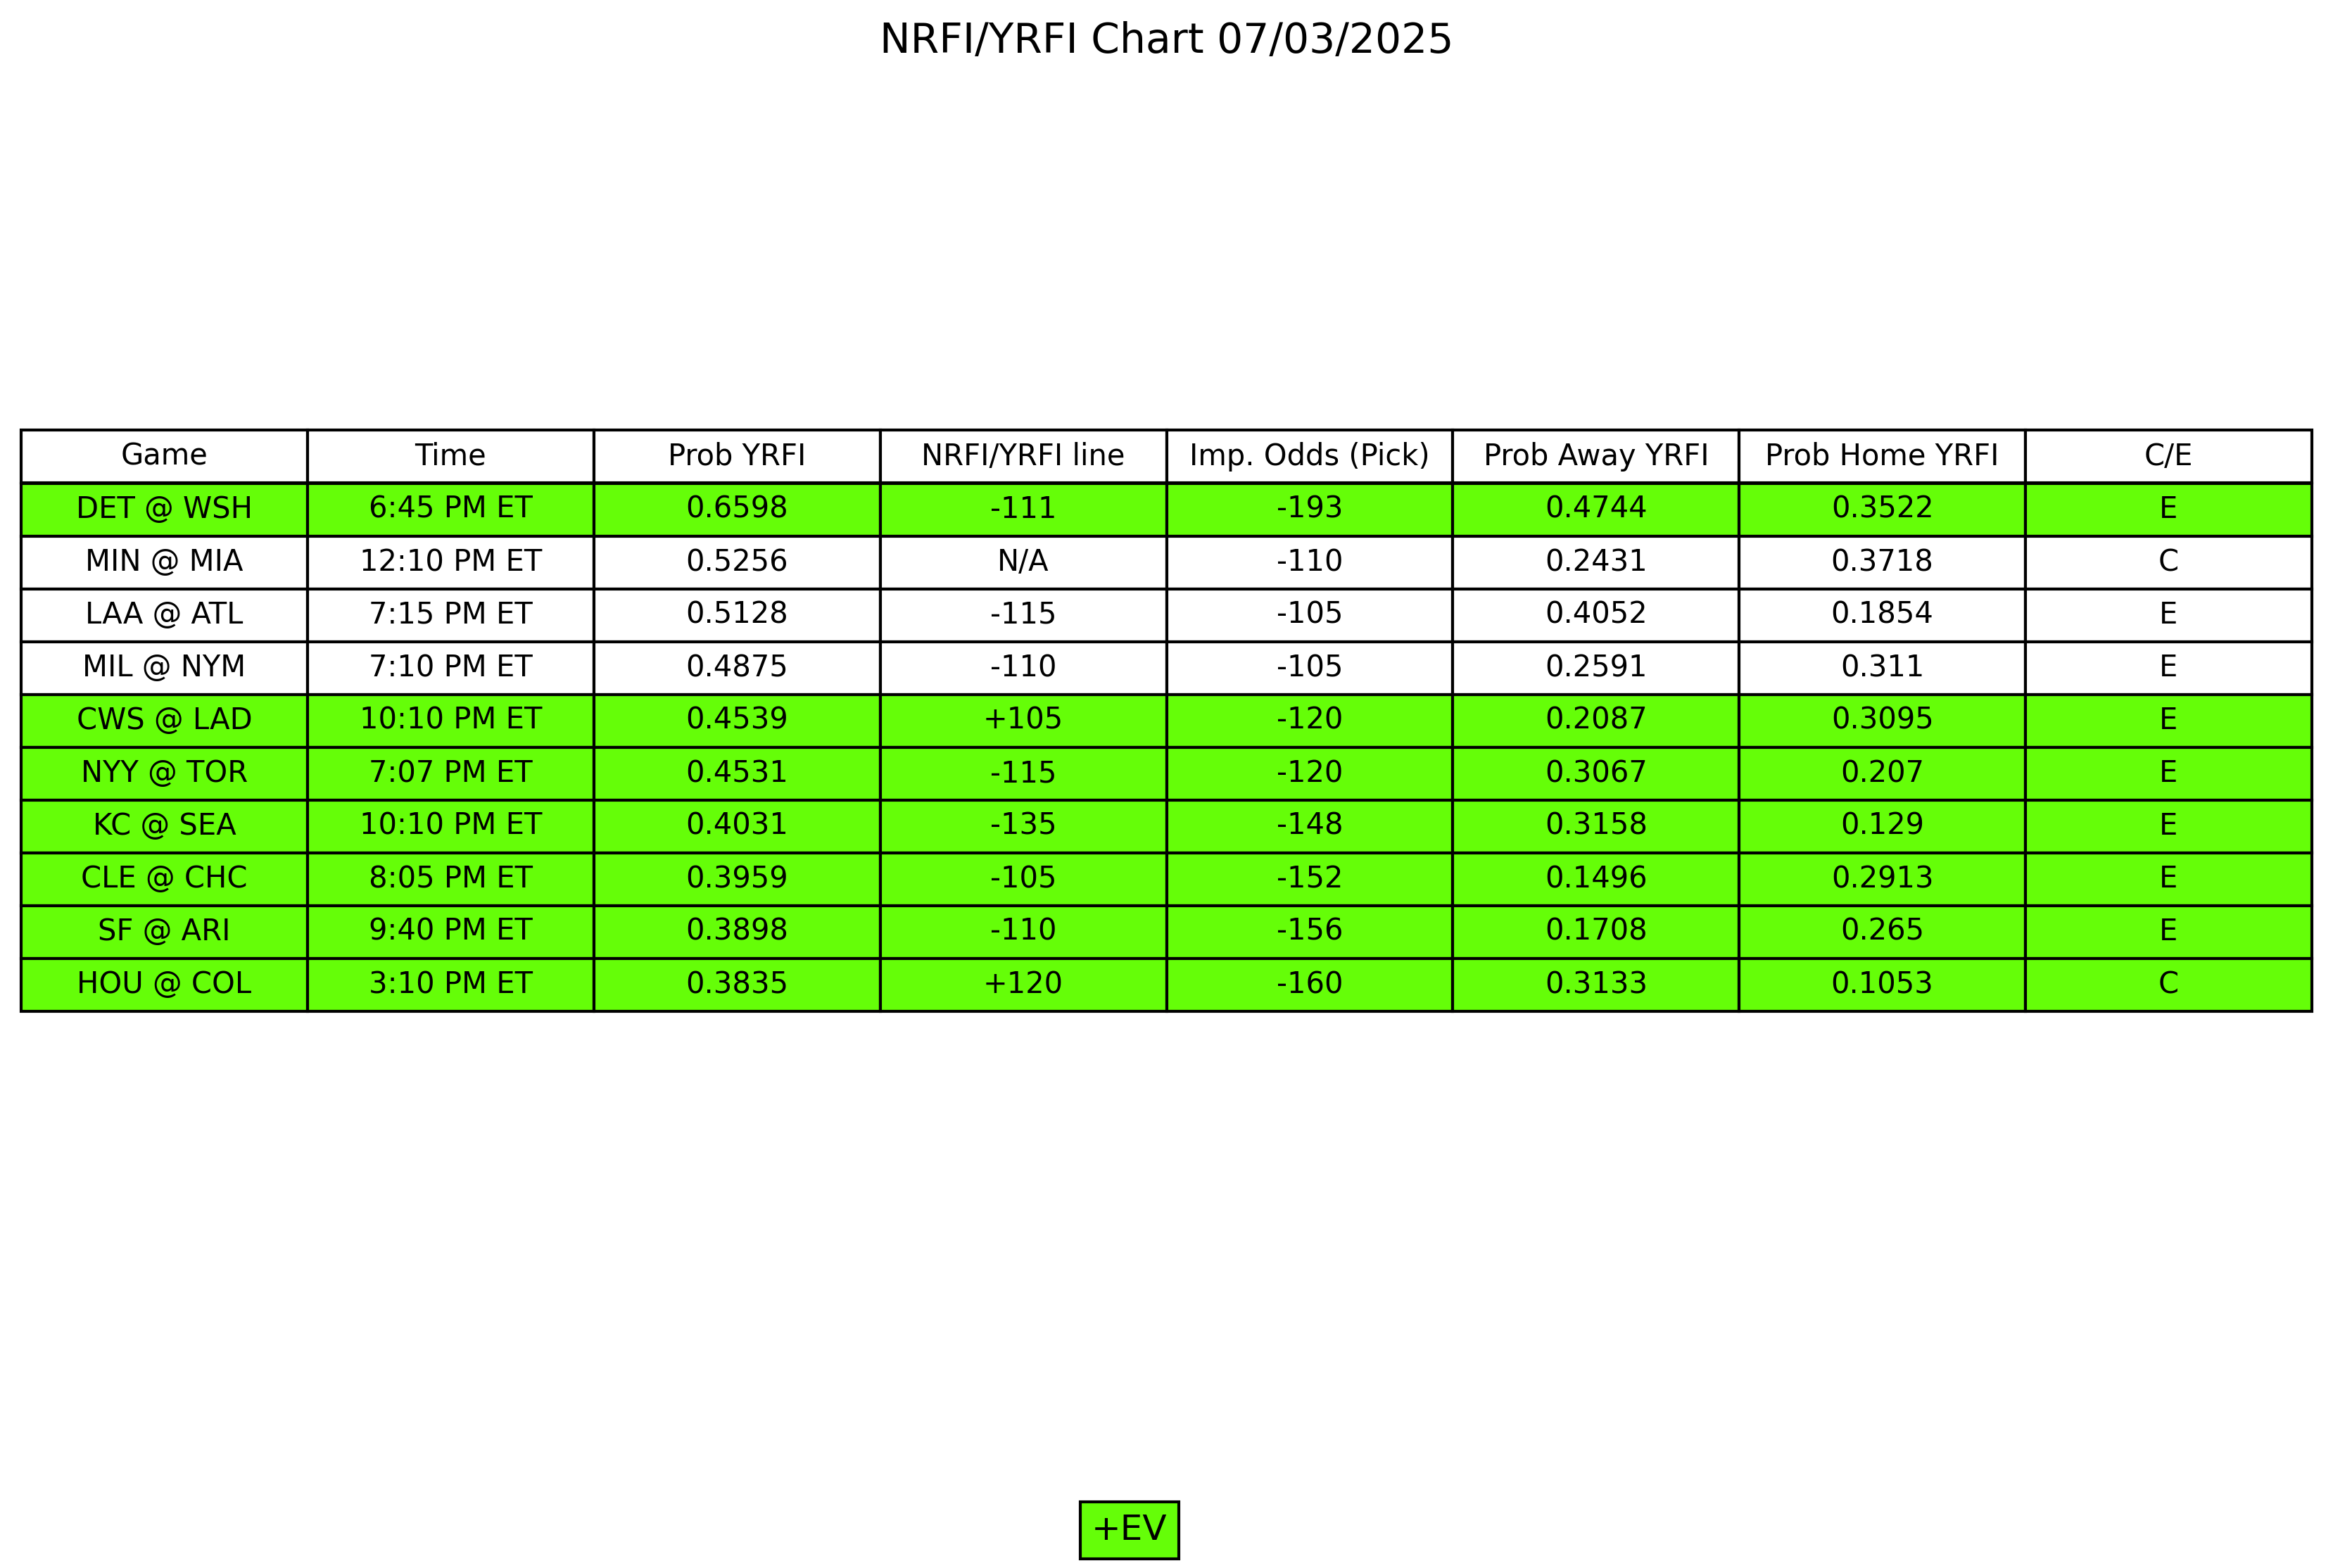 NRFI/YRFI Chart 07/03/2025
Game Time Prob YRFI NRFI/YRFI line Imp. Odds (Pick) Prob Away YRFI Prob Home YRFI C/E
DET @ WSH 6:45 PM ET 0.6598 -111 -193 0.4744 0.3522 E
MIN @ MIA 12:10 PM ET 0.5256 N/A -110 0.2431 0.3718 C
LAA @ ATL 7:15 PM ET 0.5128 -115 -105 0.4052 0.1854 E
MIL @ NYM 7:10 PM ET 0.4875 -110 -105 0.2591 0.311 E
CWS @ LAD 10:10 PM ET 0.4539 +105 -120 0.2087 0.3095 E
NYY @ TOR 7:07 PM ET 0.4531 -115 -120 0.3067 0.207 E
KC @ SEA 10:10 PM ET 0.4031 -135 -148 0.3158 0.129 E
CLE @ CHC 8:05 PM ET 0.3959 -105 -152 0.1496 0.2913 E
SF @ ARI 9:40 PM ET 0.3898 -110 -156 0.1708 0.265 E
HOU @ COL 3:10 PM ET 0.3835 +120 -160 0.3133 0.1053 C
+EV